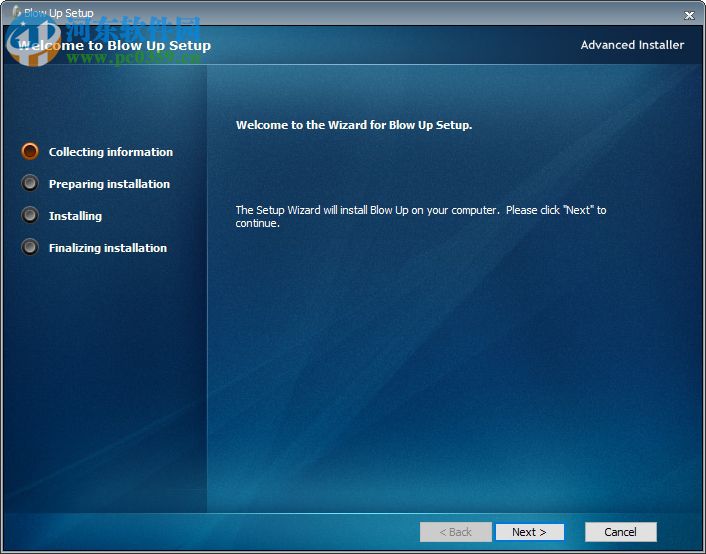 Blow Up Setup
河东软件园
Welcome to Blow Up Setup
www.pc0359.cn
Advanced Installer
Welcome to the Wizard for Blow Up Setup.
Collecting information
Preparing installation
Installing
Finalizing installation
The Setup Wizard will install Blow Up on your computer. Please click "Next" to
continue.
< Back
Next >
Cancel